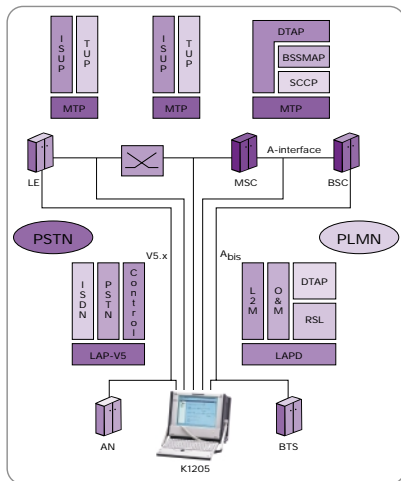 ISUP
TUP
MTP
ISUP
TUP
MTP
DTAP
BSSMAP
SCCP
MTP
A-interface
LE
MSC
BSC
PSTN
PLMN
V5.x
Abis
ISDN
PSTN
Control
LAP-V5
L2M
O&M
DTAP
RSL
LAPD
AN
K1205
BTS